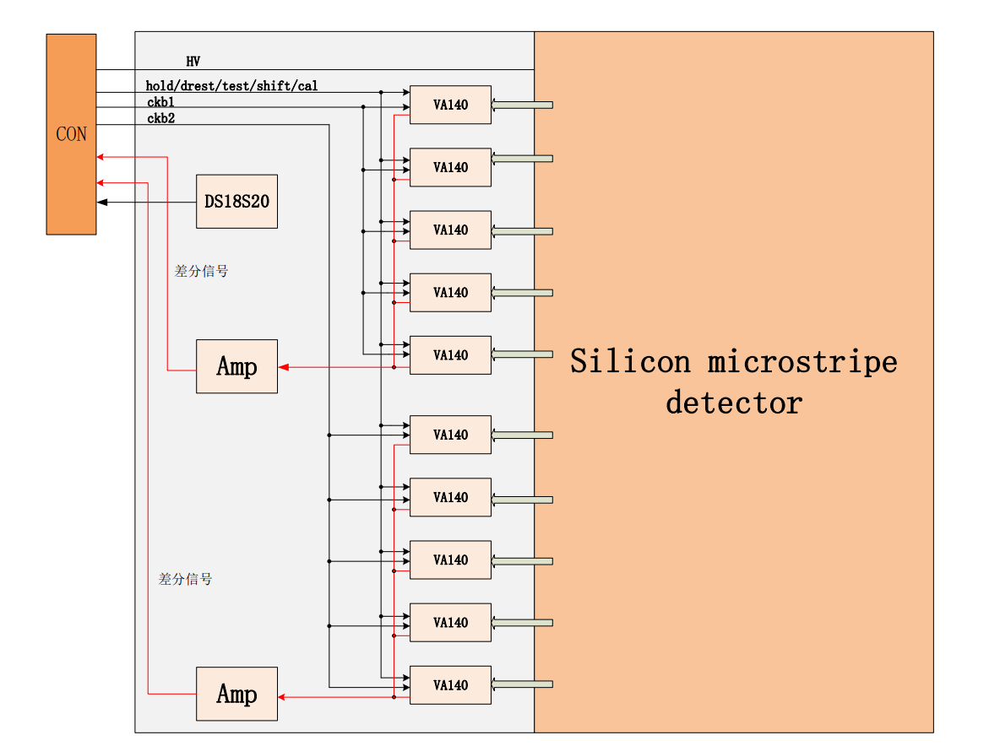 HV
hold/drest/test/shift/cal
ckb1
ckb2
CON
VA140
VA140
DS18S20
VA140
差分信号
VA140
VA140
Amp
Silicon microstripe
detector
VA140
VA140
VA140
差分信号
VA140
VA140
Amp